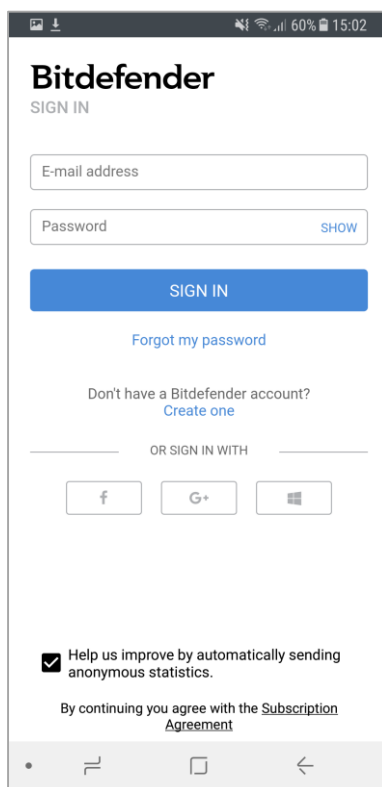 60% 15:02
Bitdefender
SIGN IN
E-mail address
Password SHOW
SIGN IN
Forgot my password
Don't have a Bitdefender account?
Create one
OR SIGN IN WITH
f G+
Help us improve by automatically sending
anonymous statistics.
By continuing you agree with the Subscription
Agreement